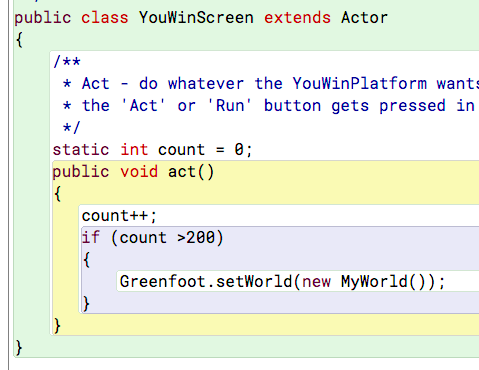 public class YouWinScreen extends Actor
{
/**
* Act - do whatever the YouWinPlatform wants
* the 'Act' or 'Run' button gets pressed in
*/
static int count = 0;
public void act()
{
count++;
if (count >200)
{
Greenfoot.setWorld(new MyWorld());
}
}
}